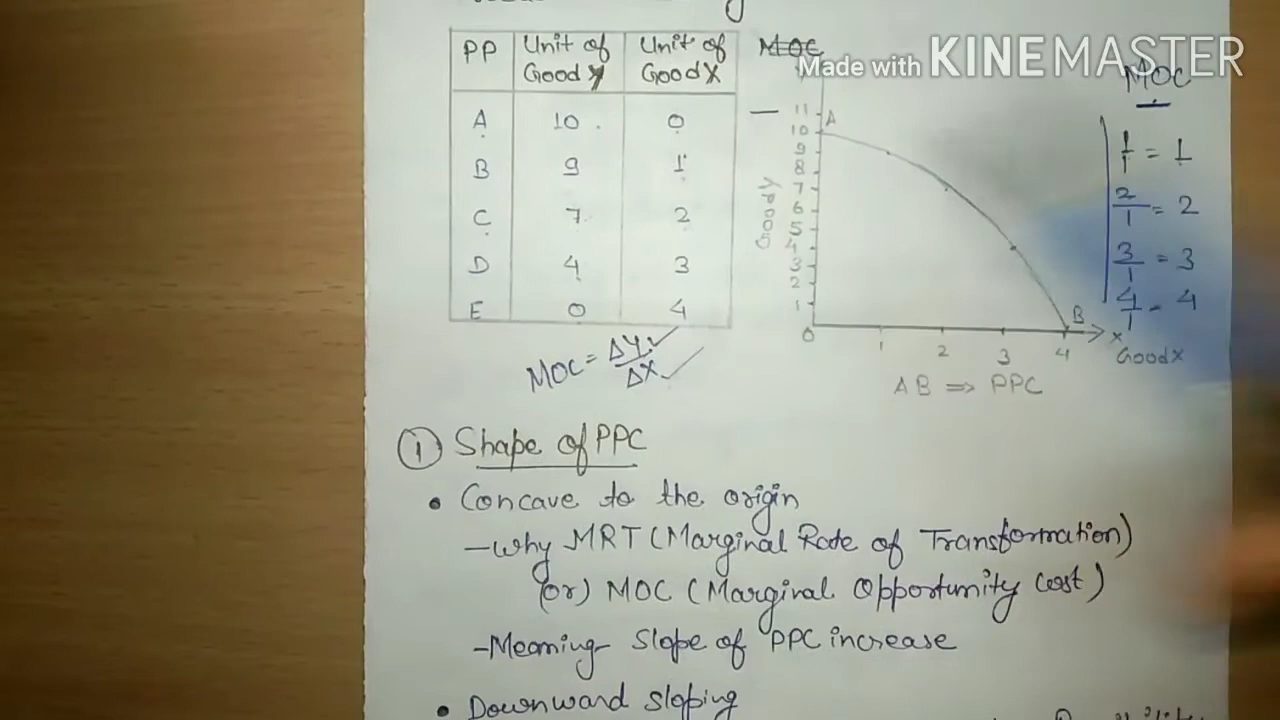 PP Unit of Good Y Unit of Good X MOC
A 10 0 —
B 9 1
C 7 2
D 4 3
E 0 4
MOC = ΔY/ΔX
Made with KINEMASTER
11 A
10
9
8
7
6
5
4
3
2
1
0 1 2 3 4 B x
Good Y
Good X
AB ⇒ PPC
MOC
1/1 = 1
2/1 = 2
3/1 = 3
4/1 = 4
① Shape of PPC
• Concave to the origin
- Why MRT (Marginal Rate of Transformation)
(or) MOC (Marginal Opportunity cost)
- Meaning - Slope of PPC increase
• Downward sloping